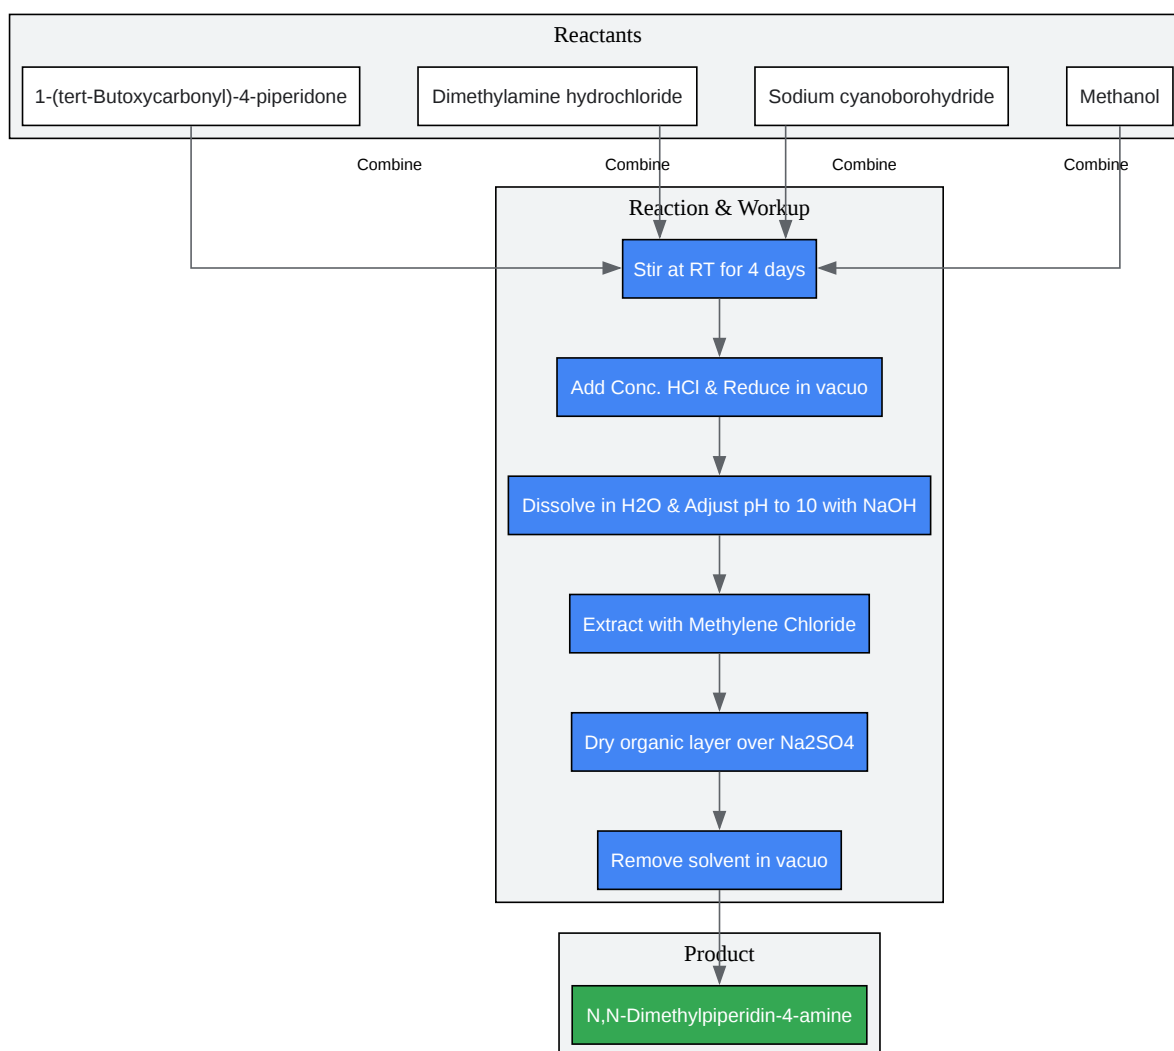 Reactants
1-(tert-Butoxycarbonyl)-4-piperidone
Dimethylamine hydrochloride
Sodium cyanoborohydride
Methanol
Combine
Combine
Combine
Combine
Reaction & Workup
Stir at RT for 4 days
Add Conc. HCl & Reduce in vacuo
Dissolve in H2O & Adjust pH to 10 with NaOH
Extract with Methylene Chloride
Dry organic layer over Na2SO4
Remove solvent in vacuo
Product
N,N-Dimethylpiperidin-4-amine